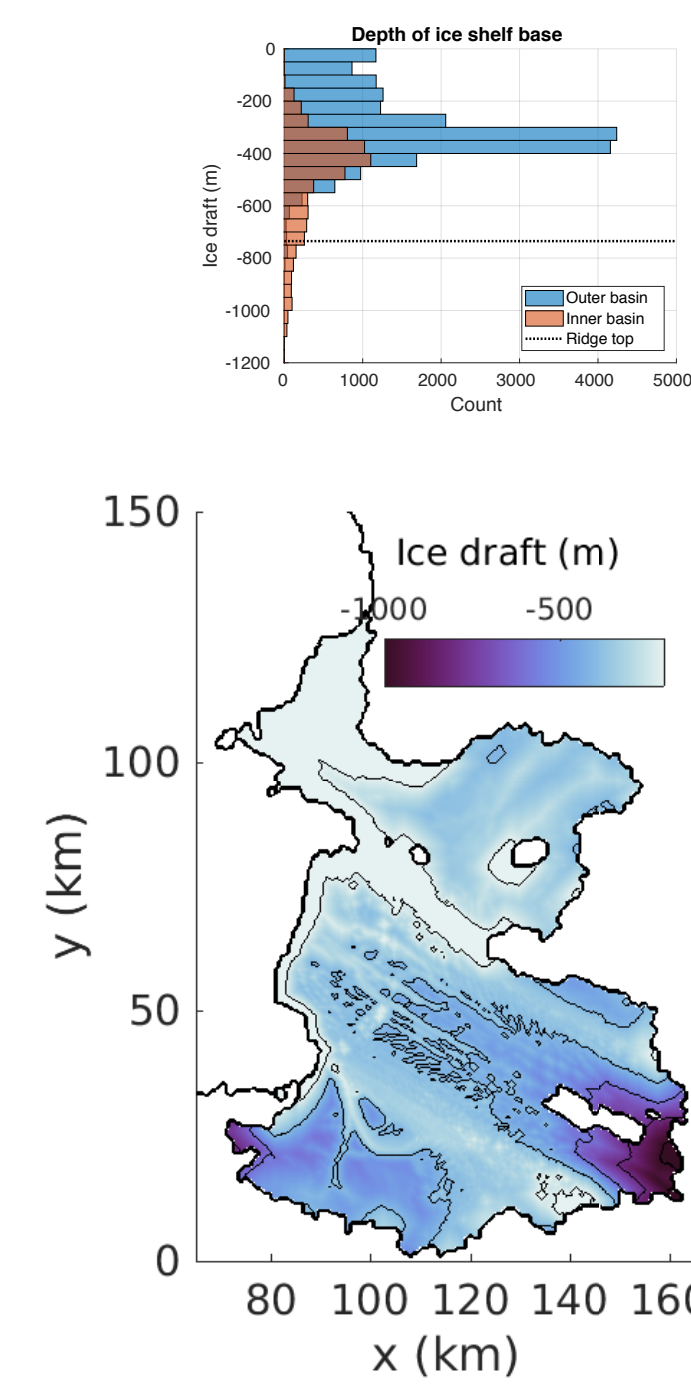 Depth of ice shelf base
0
-200
-400
-600
-800
-1000
-1200
Ice draft (m)
Outer basin
Inner basin
Ridge top
0 1000 2000 3000 4000 5000
Count
150
100
50
0
y (km)
Ice draft (m)
-1000 -500
80 100 120 140
x (km)